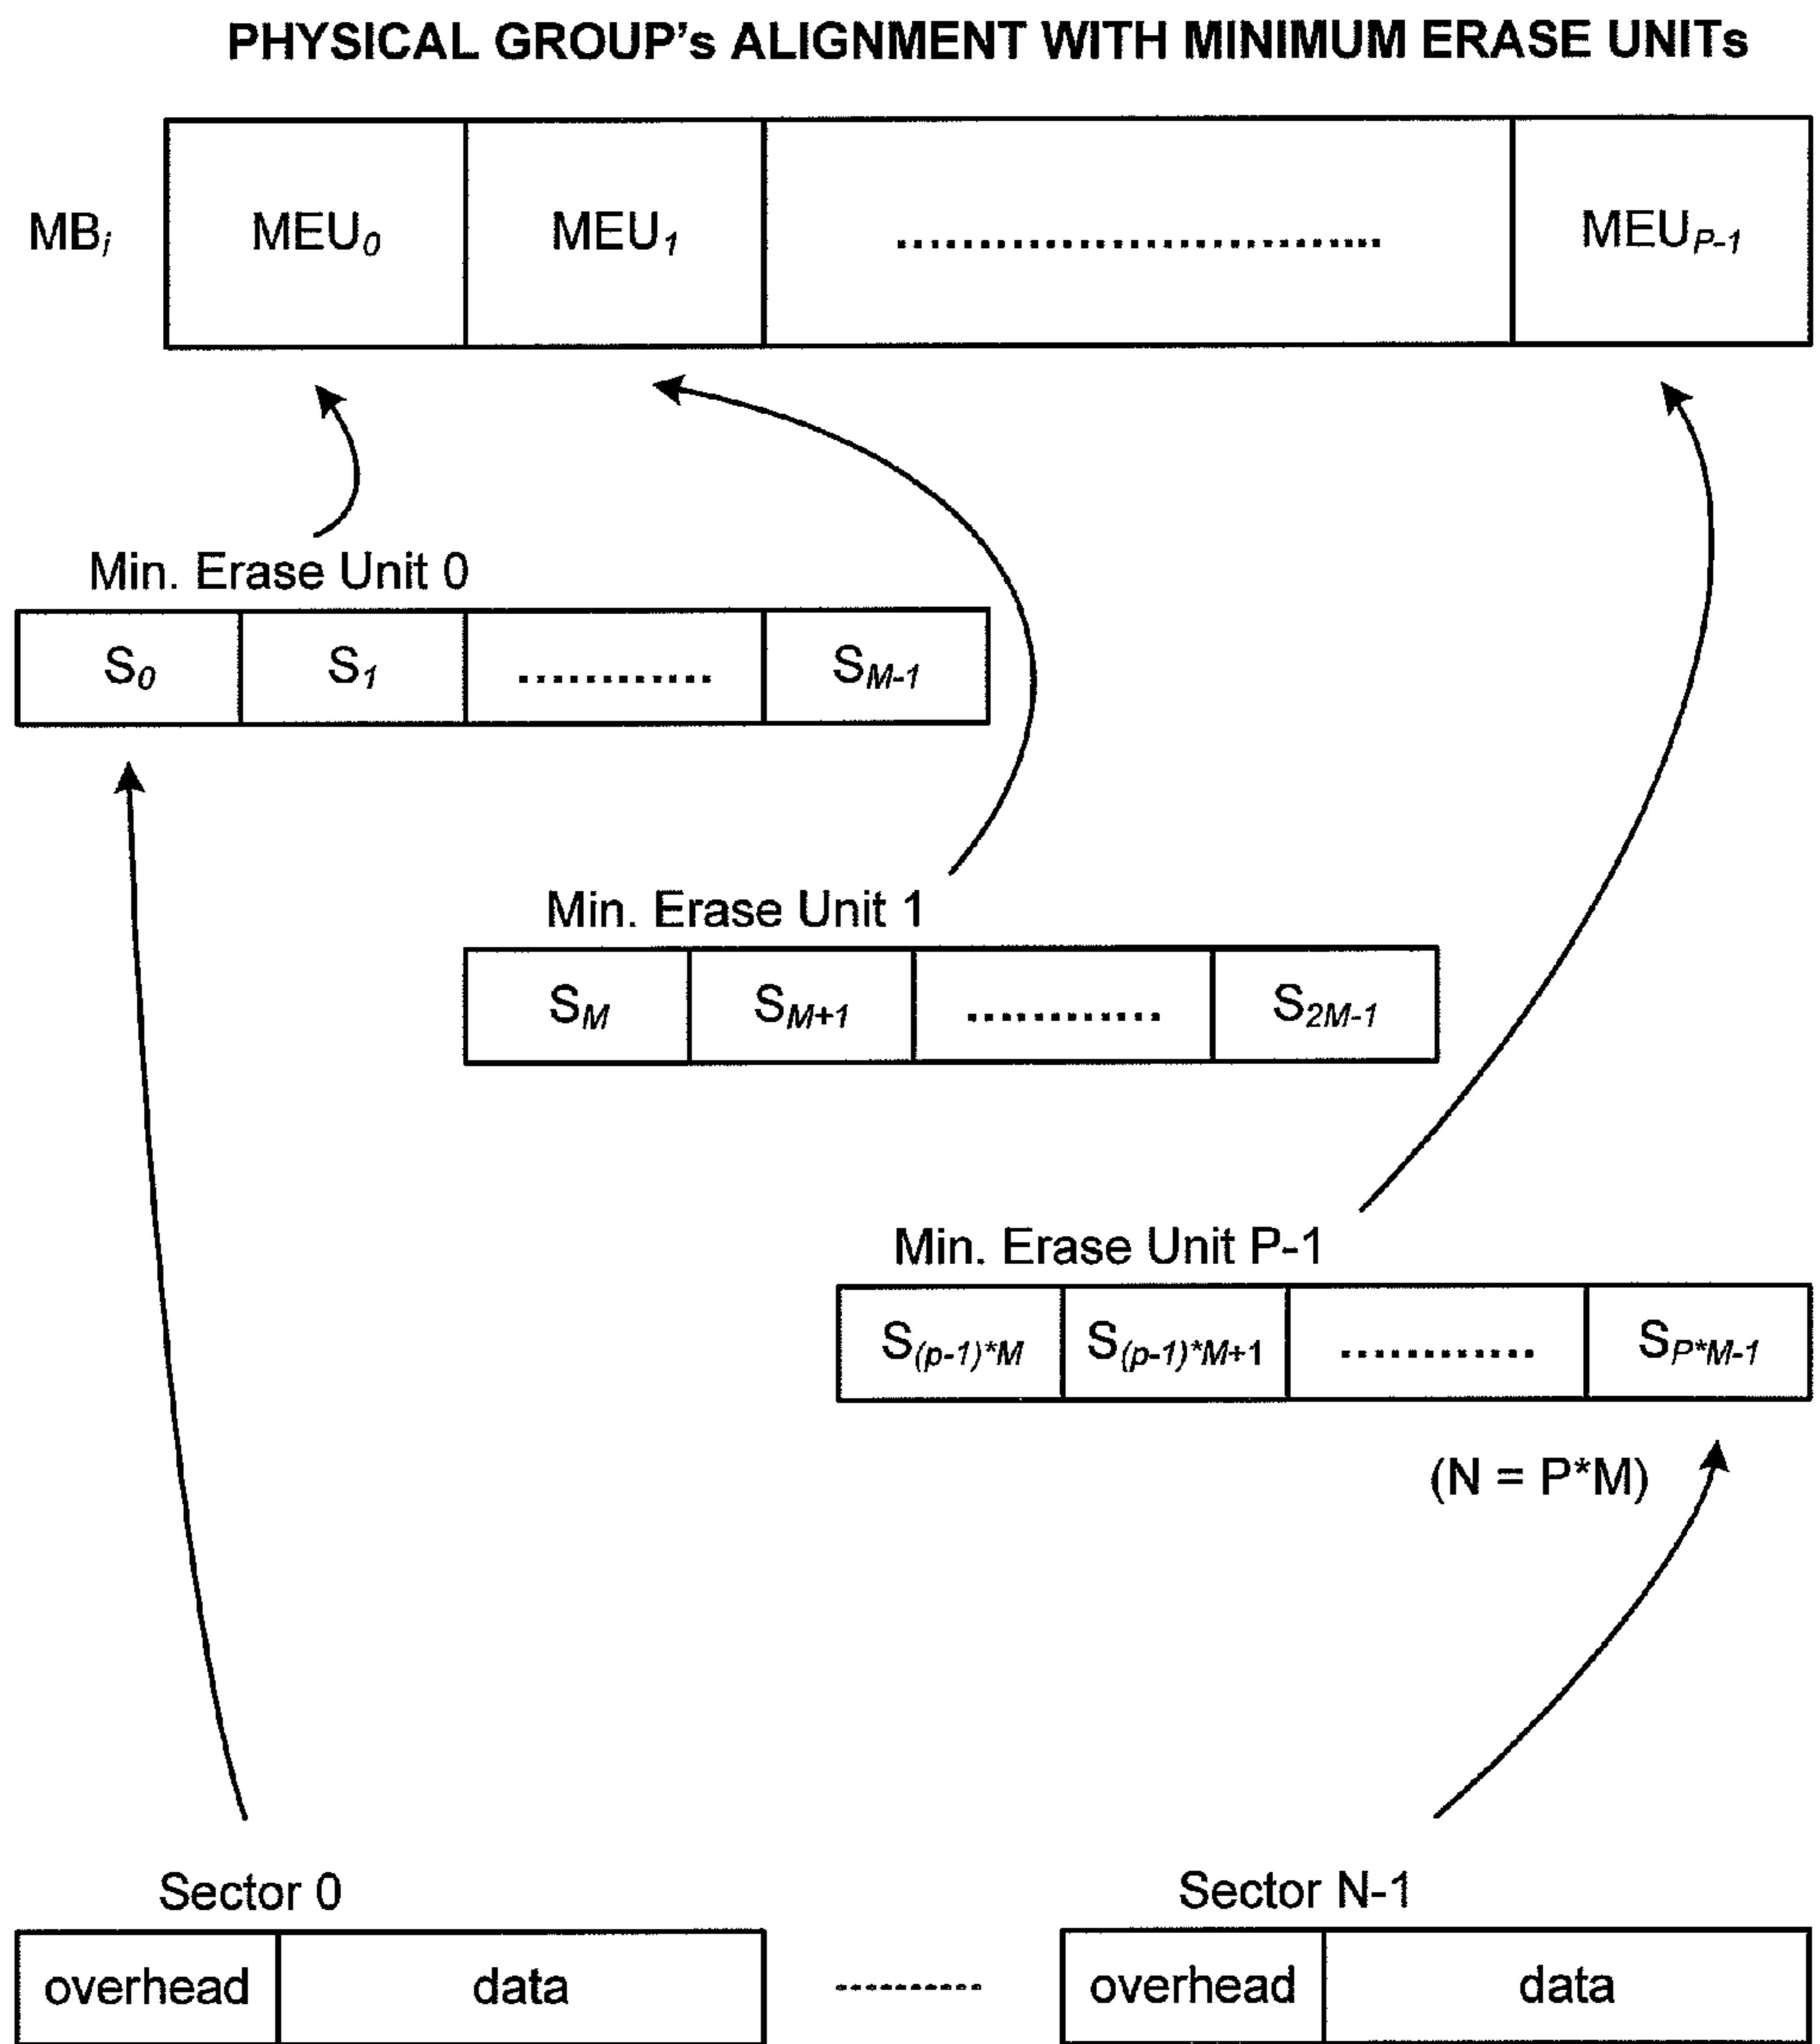 PHYSICAL GROUP's ALIGNMENT WITH MINIMUM ERASE UNITs
MBi MEU0 MEU1 ............................ MEUP-1
Min. Erase Unit 0
S0 S1 ............ SM-1
Min. Erase Unit 1
SM SM+1 ............ S2M-1
Min. Erase Unit P-1
S(p-1)*M S(p-1)*M+1 ............ SP*M-1
(N = P*M)
Sector 0 Sector N-1
overhead data ............ overhead data